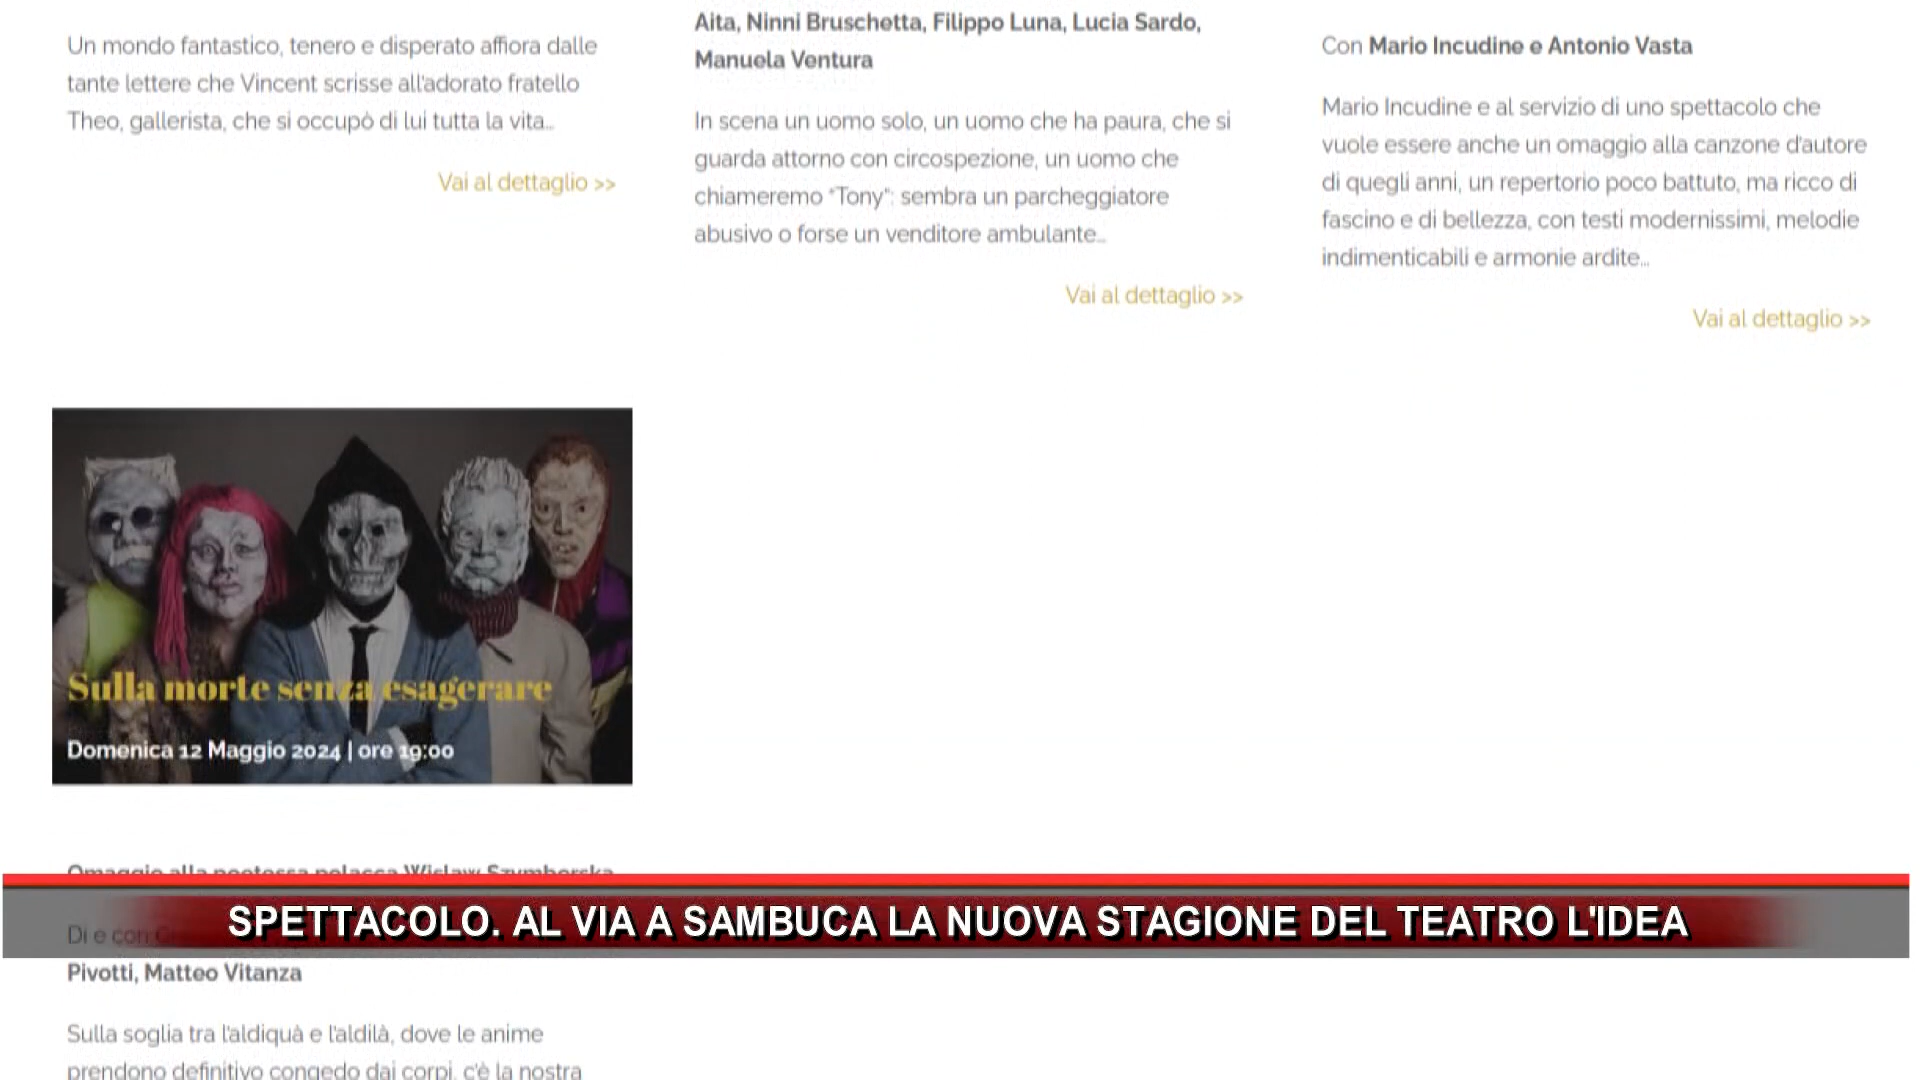 Un mondo fantastico, tenero e disperato affiora dalle
tante lettere che Vincent scrisse all'adorato fratello
Theo, gallerista, che si occupò di lui tutta la vita...
Vai al dettaglio >>
Aita, Ninni Bruschetta, Filippo Luna, Lucia Sardo,
Manuela Ventura
In scena un uomo solo, un uomo che ha paura, che si
guarda attorno con circospezione, un uomo che
chiameremo "Tony": sembra un parcheggiatore
abusivo o forse un venditore ambulante...
Vai al dettaglio >>
Con Mario Incudine e Antonio Vasta
Mario Incudine e al servizio di uno spettacolo che
vuole essere anche un omaggio alla canzone d'autore
di quegli anni, un repertorio poco battuto, ma ricco di
fascino e di bellezza, con testi modernissimi, melodie
indimenticabili e armonie ardite...
Vai al dettaglio >>
Sulla morte senza esagerare
Domenica 12 Maggio 2024 | ore 19:00
Omaggio alla poetessa polacca Wislaw Szymborska
SPETTACOLO. AL VIA A SAMBUCA LA NUOVA STAGIONE DEL TEATRO L'IDEA
Di e con
Pivotti, Matteo Vitanza
Sulla soglia tra l'aldiquà e l'aldilà, dove le anime
prendono definitivo congedo dai corpi, c'è la nostra